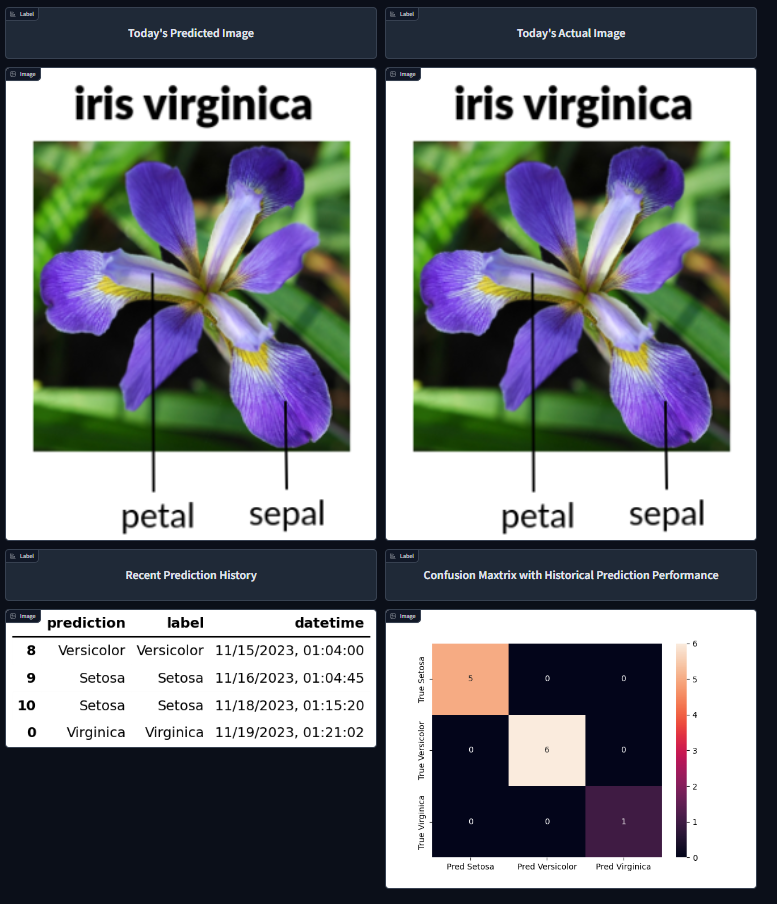 Label
Today's Predicted Image
Label
Today's Actual Image
Image
iris virginica
petal
sepal
Image
iris virginica
petal
sepal
Label
Recent Prediction History
Label
Confusion Maxtrix with Historical Prediction Performance
Image
prediction label datetime
8 Versicolor Versicolor 11/15/2023, 01:04:00
9 Setosa Setosa 11/16/2023, 01:04:45
10 Setosa Setosa 11/18/2023, 01:15:20
0 Virginica Virginica 11/19/2023, 01:21:02
Image
True Setosa
5 0 0
True Versicolor
0 6 0
True Virginica
0 0 1
Pred Setosa Pred Versicolor Pred Virginica
6
5
4
3
2
1
0